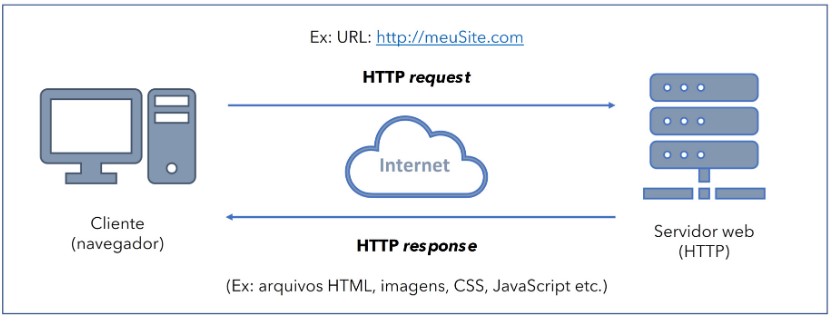 Ex: URL: http://meuSite.com
HTTP request
Internet
Cliente
(navegador)
Servidor web
(HTTP)
HTTP response
(Ex: arquivos HTML, imagens, CSS, JavaScript etc.)